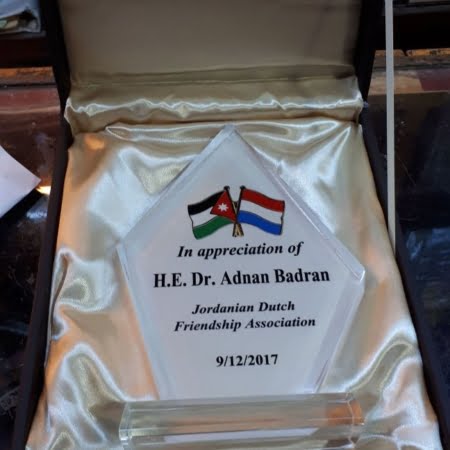 In appreciation of
H.E. Dr. Adnan Badran
Jordanian Dutch
Friendship Association
9/12/2017